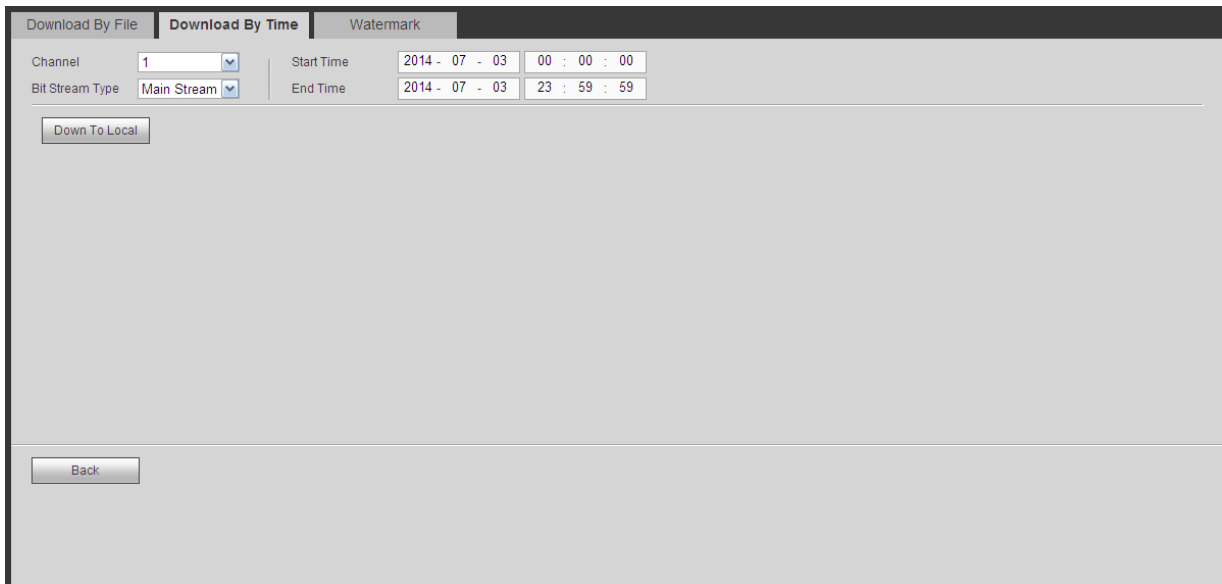 Download By File Download By Time Watermark
Channel 1 Start Time 2014 - 07 - 03 00 : 00 : 00
Bit Stream Type Main Stream End Time 2014 - 07 - 03 23 : 59 : 59
Down To Local
Back